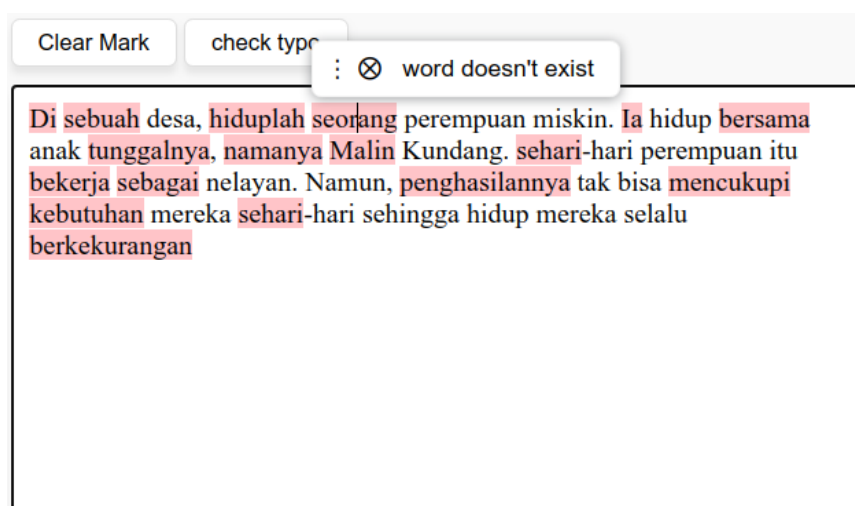 Clear Mark
check typo
word doesn't exist
Di sebuah desa, hiduplah seorang perempuan miskin. Ia hidup bersama
anak tunggalnya, namanya Malin Kundang. sehari-hari perempuan itu
bekerja sebagai nelayan. Namun, penghasilannya tak bisa mencukupi
kebutuhan mereka sehari-hari sehingga hidup mereka selalu
berkekurangan